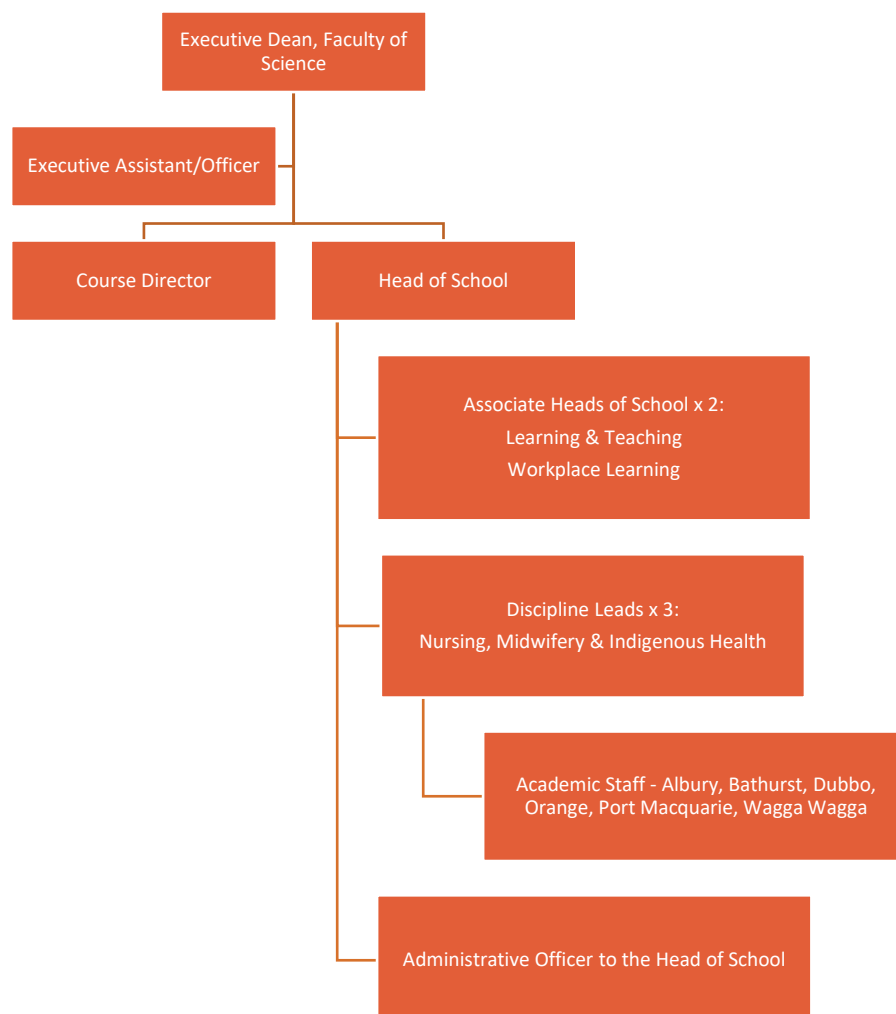 Executive Dean, Faculty of
Science
Executive Assistant/Officer
Course Director
Head of School
Associate Heads of School x 2:
Learning & Teaching
Workplace Learning
Discipline Leads x 3:
Nursing, Midwifery & Indigenous Health
Academic Staff - Albury, Bathurst, Dubbo,
Orange, Port Macquarie, Wagga Wagga
Administrative Officer to the Head of School